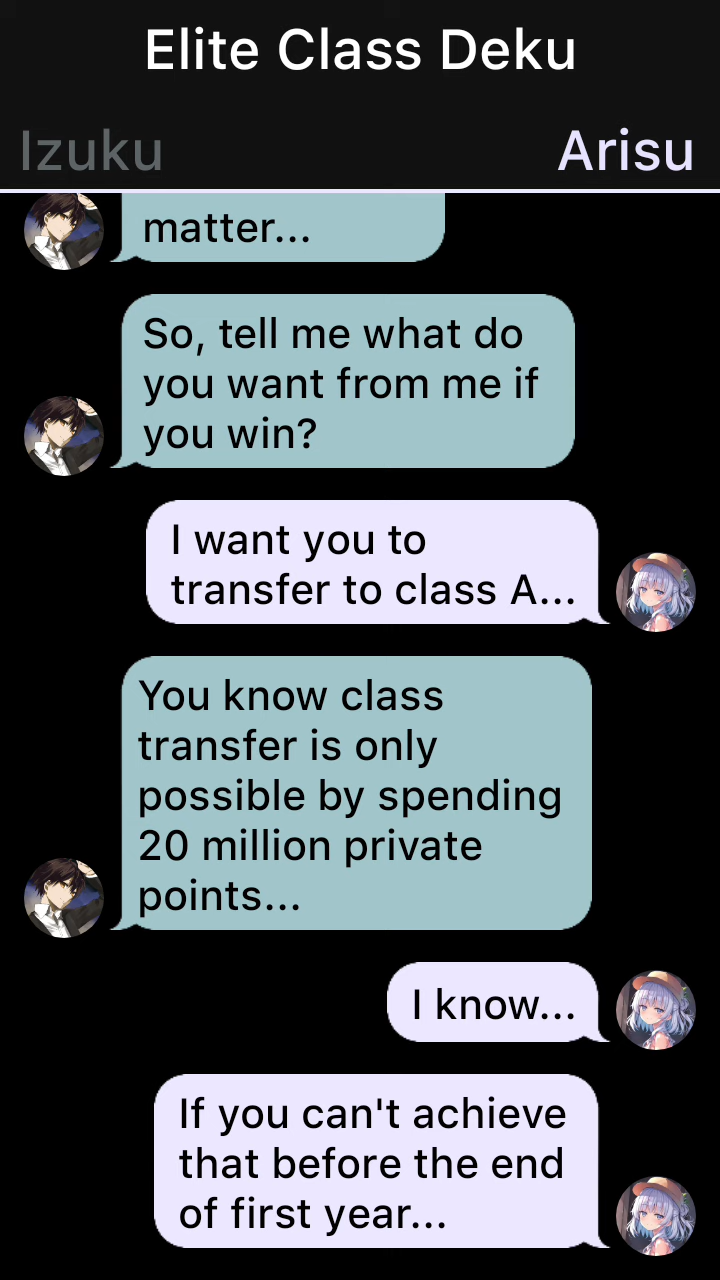 Elite Class Deku
Izuku
Arisu
matter...
So, tell me what do
you want from me if
you win?
I want you to
transfer to class A...
You know class
transfer is only
possible by spending
20 million private
points...
I know...
If you can't achieve
that before the end
of first year...